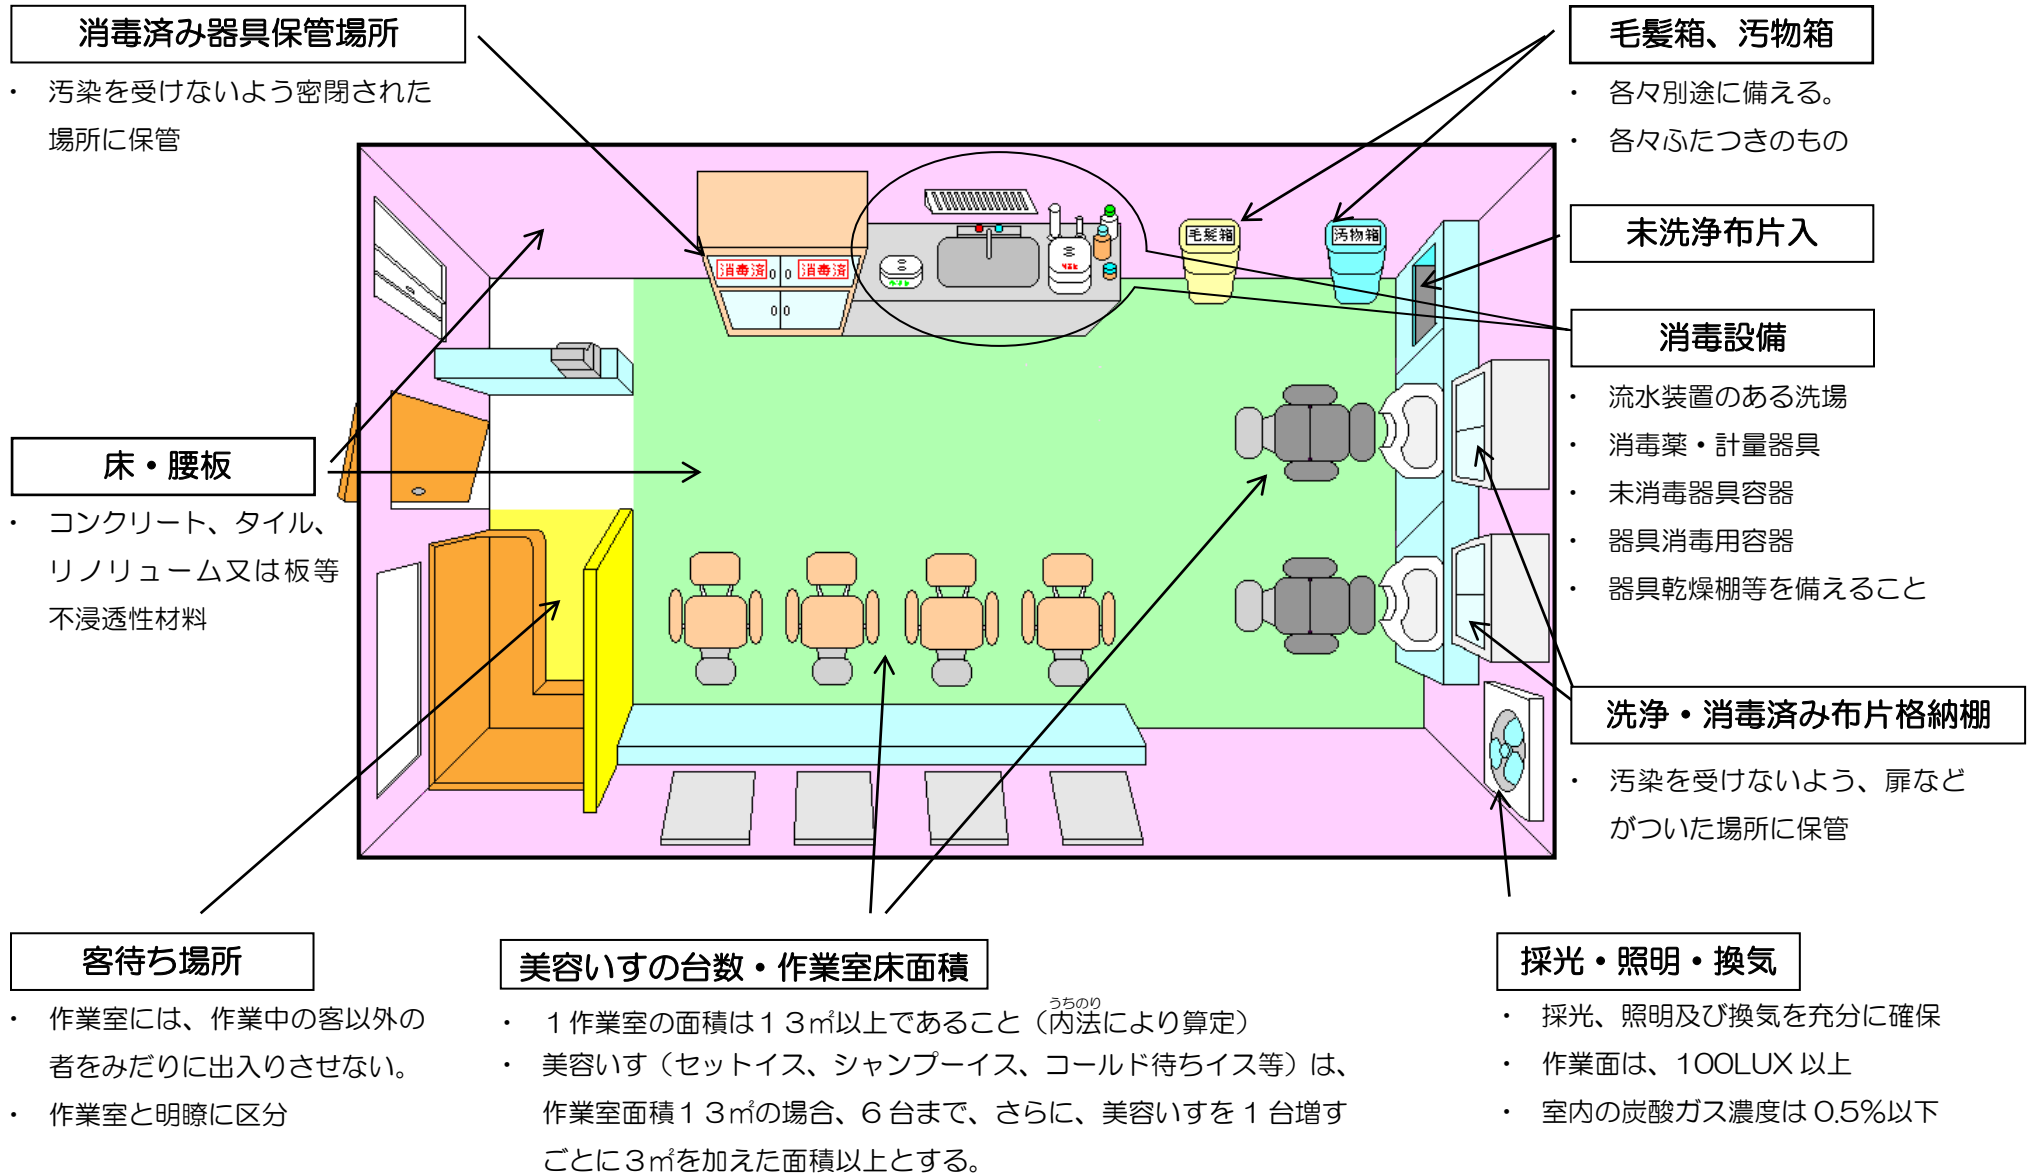 消毒済み器具保管場所
・ 汚染を受けないよう密閉された
場所に保管
毛髪箱、汚物箱
・ 各々別途に備える。
・ 各々ふたつきのもの
未洗浄布片入
消毒設備
・ 流水装置のある洗場
・ 消毒薬・計量器具
・ 未消毒器具容器
・ 器具消毒用容器
・ 器具乾燥棚等を備えること
消毒済
消毒済
毛髪箱
汚物箱
床・腰板
・ コンクリート、タイル、
リノリューム又は板等
不浸透性材料
洗浄・消毒済み布片格納棚
・ 汚染を受けないよう、扉など
がついた場所に保管
客待ち場所
・ 作業室には、作業中の客以外の
者をみだりに出入りさせない。
・ 作業室と明瞭に区分
美容いすの台数・作業室床面積
うちのり
・ １作業室の面積は１３㎡以上であること（内法により算定）
・ 美容いす（セットイス、シャンプーイス、コールド待ちイス等）は、
作業室面積１３㎡の場合、６台まで、さらに、美容いすを１台増す
ごとに３㎡を加えた面積以上とする。
採光・照明・換気
・ 採光、照明及び換気を充分に確保
・ 作業面は、100LUX 以上
・ 室内の炭酸ガス濃度は 0.5%以下